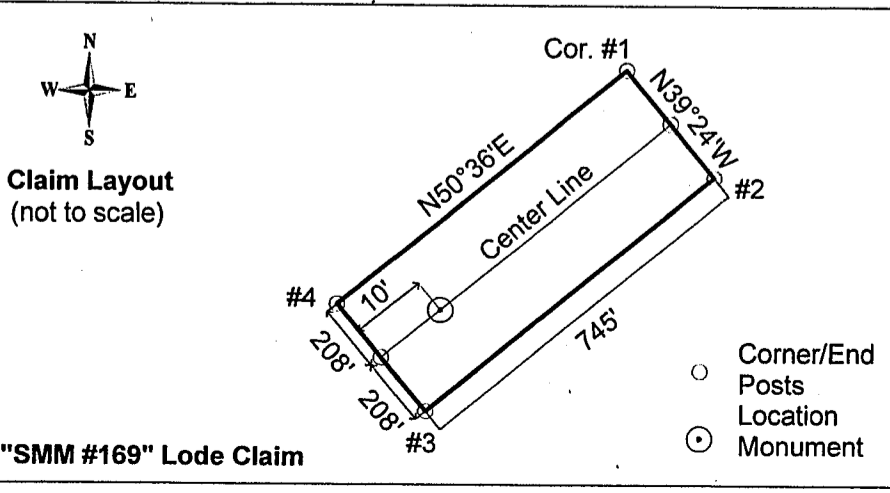 N
W E
S
Claim Layout
(not to scale)
Cor. #1
N39°24'W
N50°36'E
#2
Center Line
#4
10'
745'
208'
208'
#3
Corner/End
Posts
Location
Monument
"SMM #169" Lode Claim